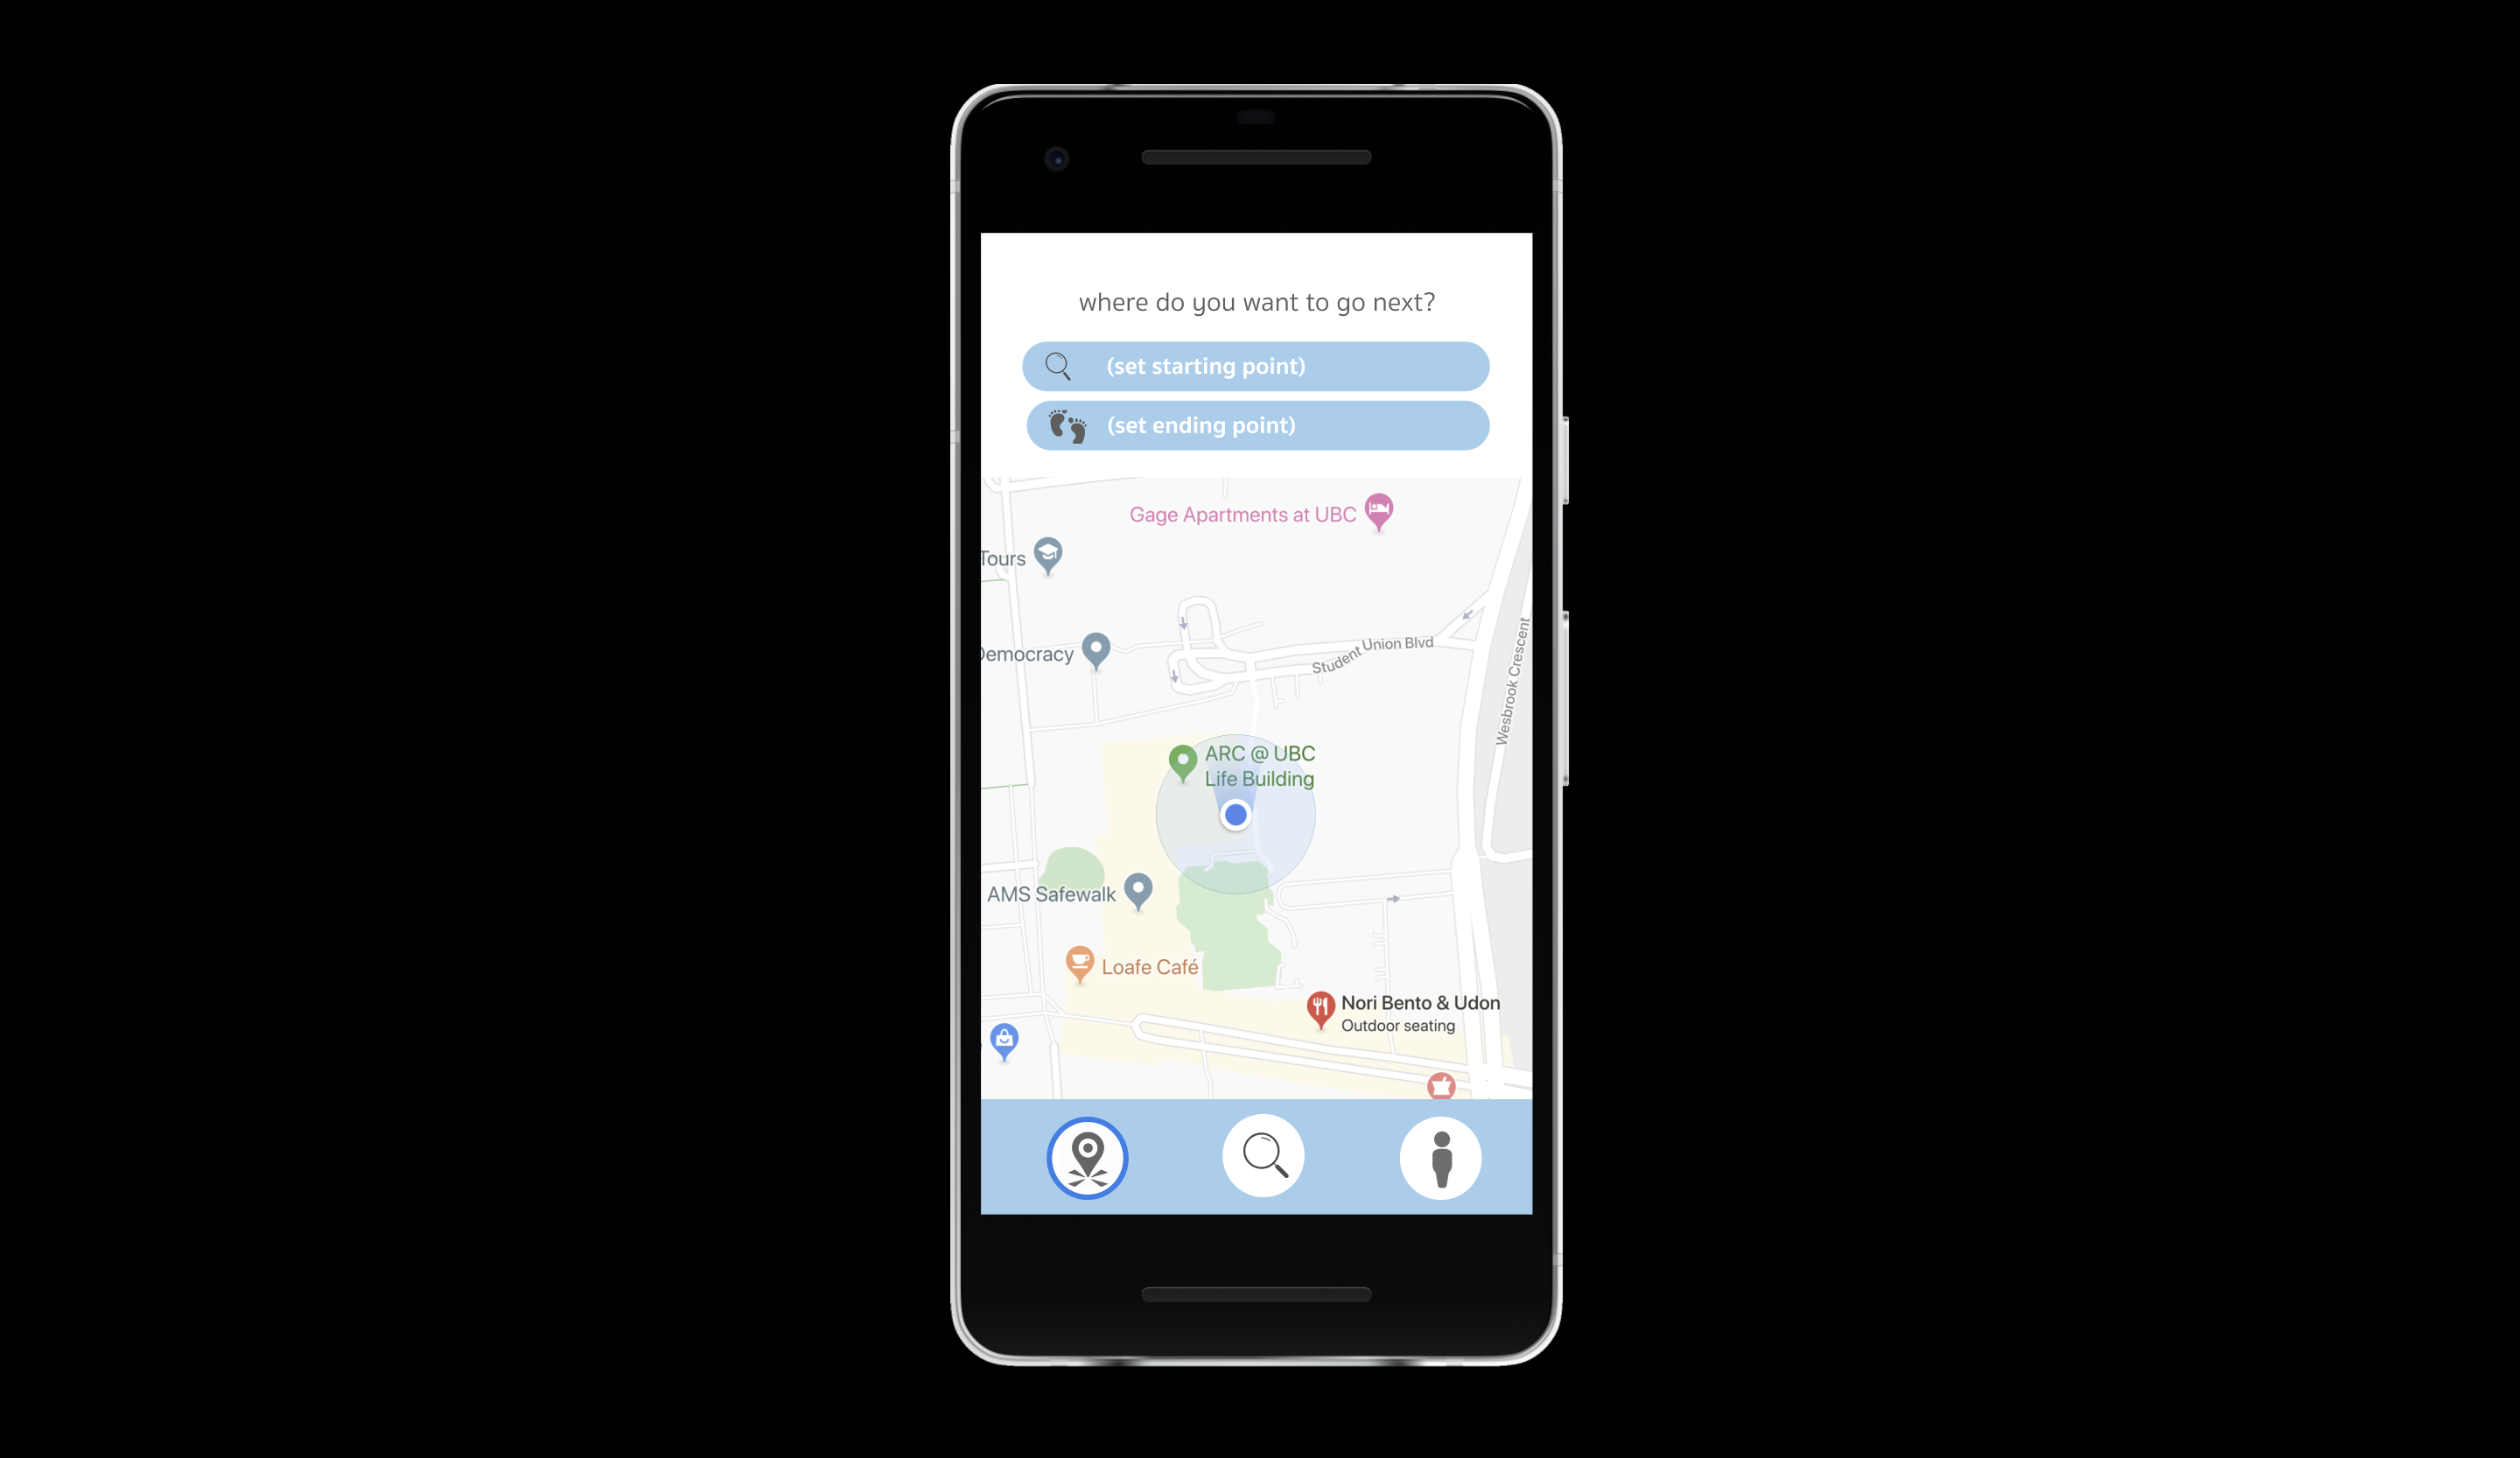 where do you want to go next?
(set starting point)
(set ending point)
Gage Apartments at UBC
Tours
Democracy
Student Union Blvd
Wesbrook Crescent
ARC @ UBC
Life Building
AMS Safewalk
Loafe Café
Nori Bento & Udon
Outdoor seating